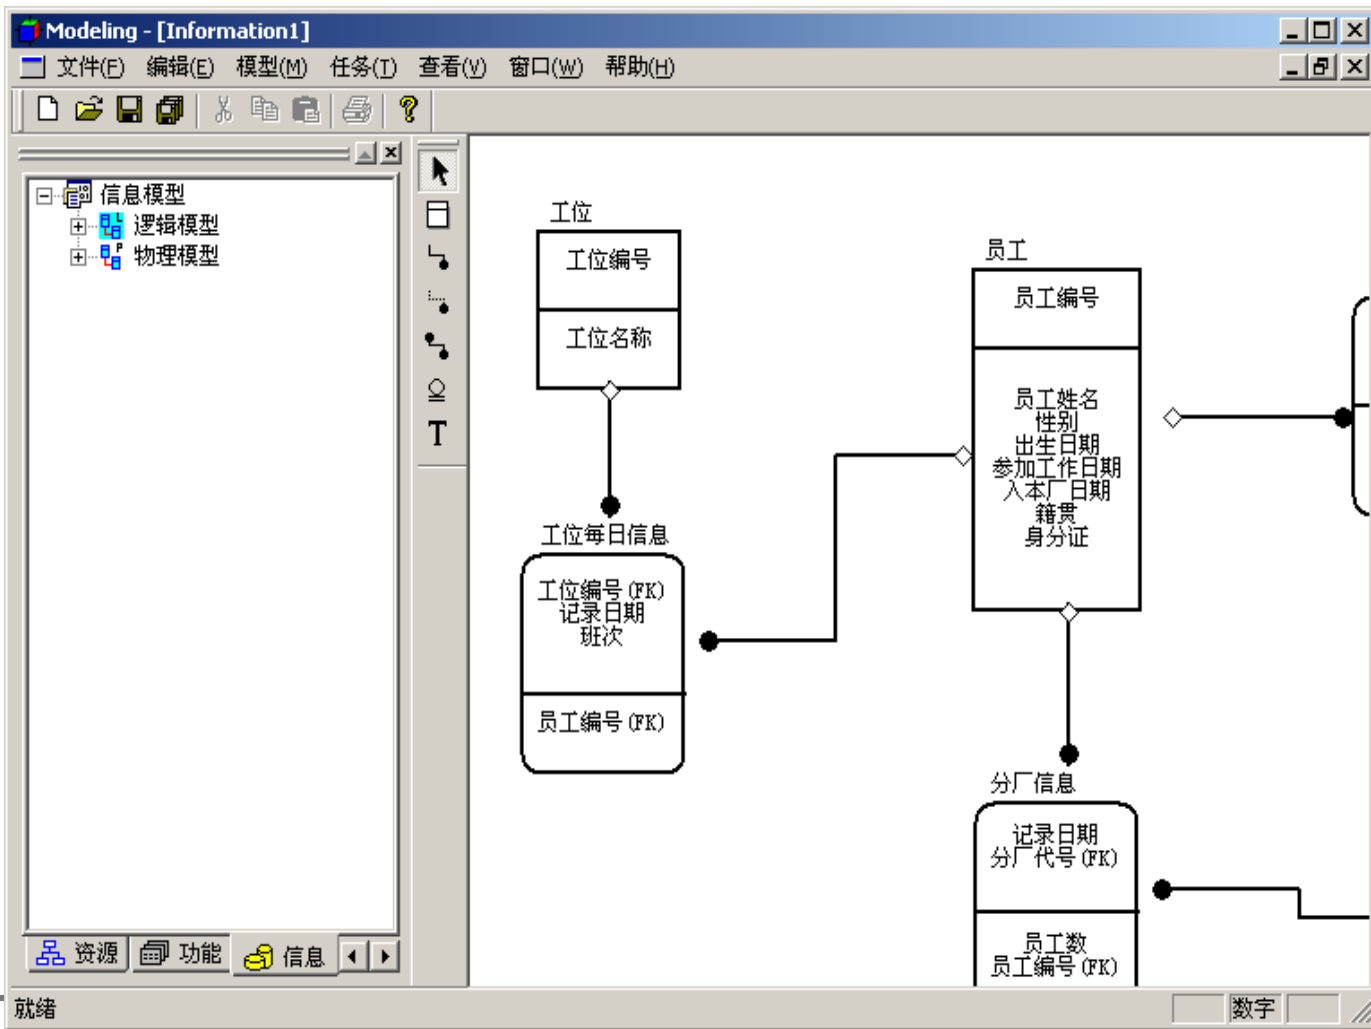 Modeling - [Information1]
文件(F) 编辑(E) 模型(M) 任务(T) 查看(V) 窗口(W) 帮助(H)
信息模型
逻辑模型
物理模型
资源 功能 信息
T
工位
工位编号
工位名称
工位每日信息
工位编号(FK)
记录日期
班次
员工编号(FK)
员工
员工编号
员工姓名
性别
出生日期
参加工作日期
入本厂日期
籍贯
身分证
分厂信息
记录日期
分厂代号(FK)
员工数
员工编号(FK)
就绪 数字